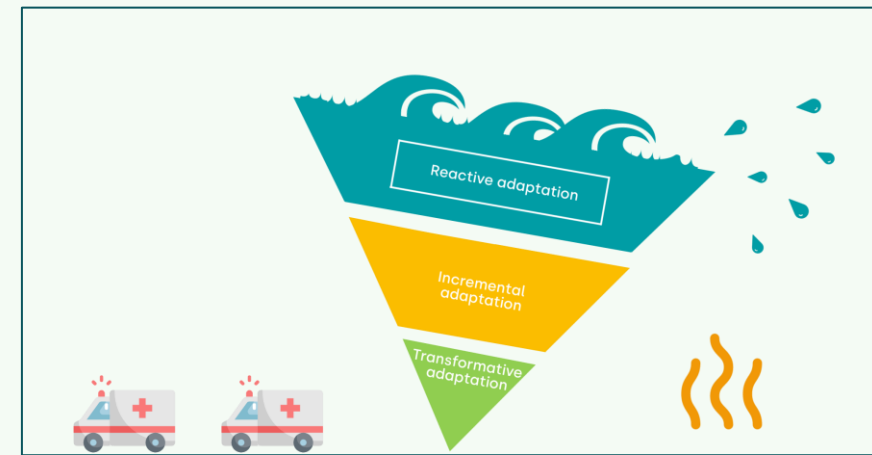 Reactive adaptation
Incremental
adaptation
Transformative
adaptation